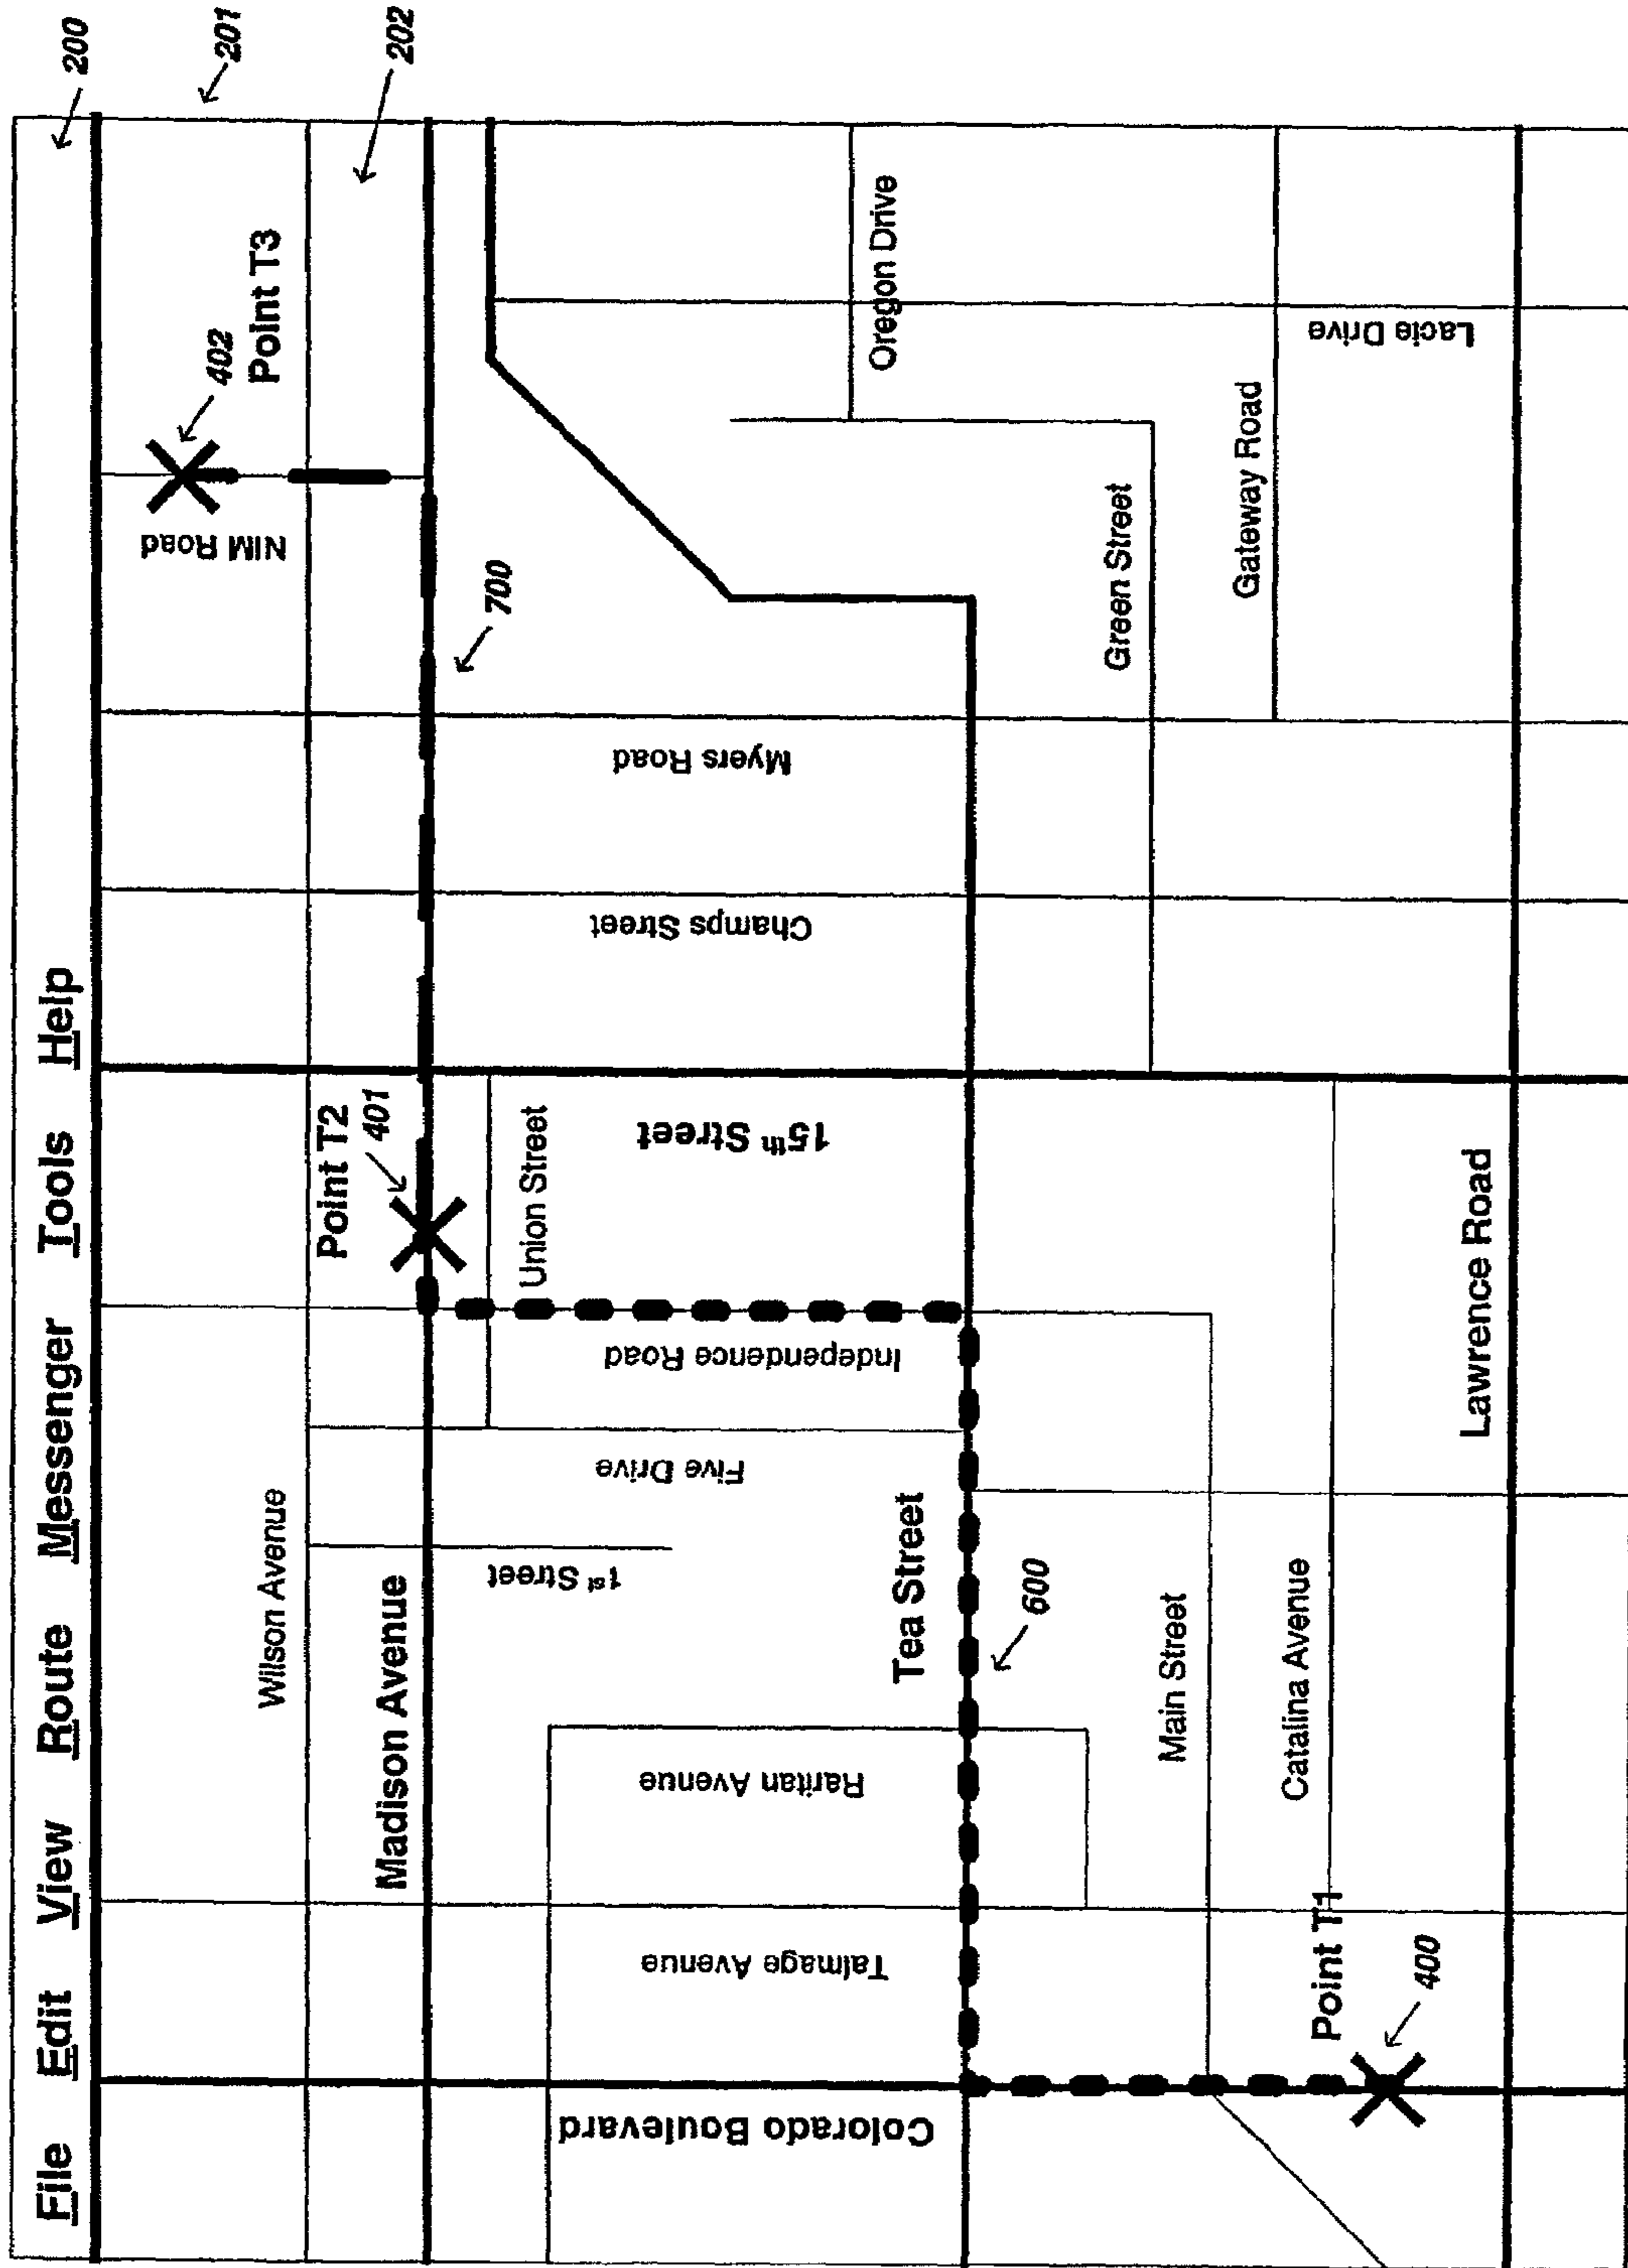 File Edit View Route Messenger Tools Help
200
201
202
402
Point T3
NIM Road
Wilson Avenue
Point T2
401
700
Madison Avenue
Union Street
Oregon Drive
1st Street
Five Drive
Independence Road
15th Street
Champs Street
Myers Road
Colorado Boulevard
Talmage Avenue
Raritan Avenue
Tea Street
600
Green Street
Main Street
Gateway Road
Catalina Avenue
Lacie Drive
Point T1
400
Lawrence Road